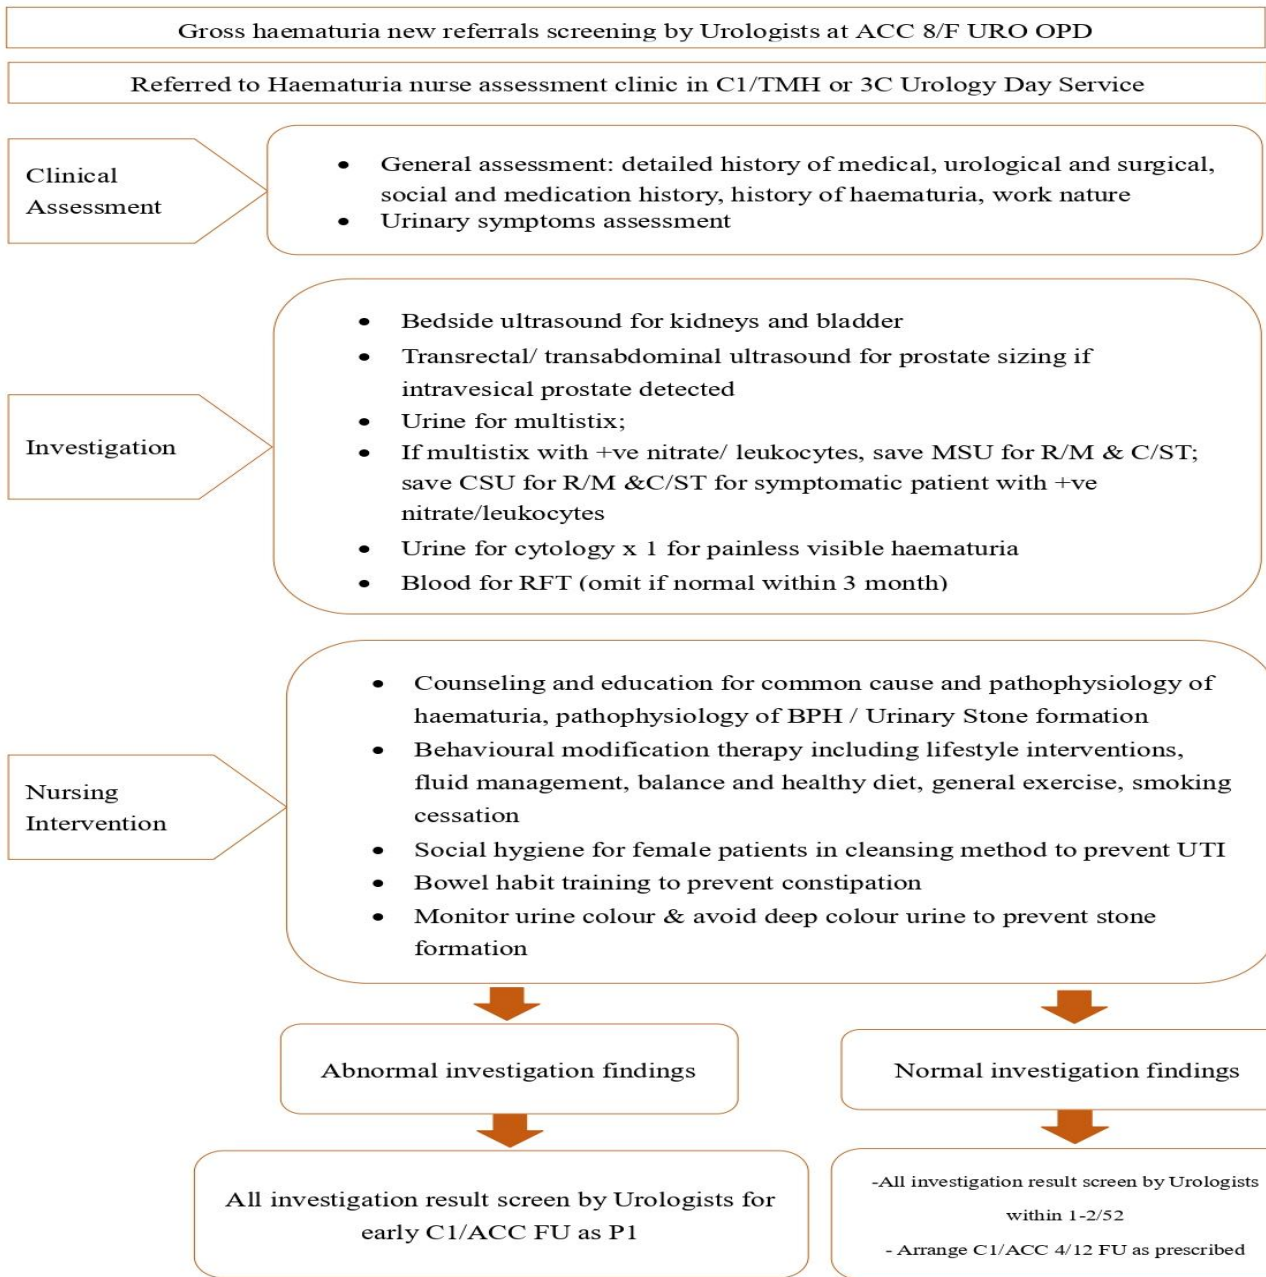 Gross haematuria new referrals screening by Urologists at ACC 8/F URO OPD
Referred to Haematuria nurse assessment clinic in C1/TMH or 3C Urology Day Service
Clinical
Assessment
• General assessment: detailed history of medical, urological and surgical,
social and medication history, history of haematuria, work nature
• Urinary symptoms assessment
Investigation
• Bedside ultrasound for kidneys and bladder
• Transrectal/ transabdominal ultrasound for prostate sizing if
intravesical prostate detected
• Urine for multistix;
• If multistix with +ve nitrate/ leukocytes, save MSU for R/M & C/ST;
save CSU for R/M &C/ST for symptomatic patient with +ve
nitrate/leukocytes
• Urine for cytology x 1 for painless visible haematuria
• Blood for RFT (omit if normal within 3 month)
Nursing
Intervention
• Counseling and education for common cause and pathophysiology of
haematuria, pathophysiology of BPH / Urinary Stone formation
• Behavioural modification therapy including lifestyle interventions,
fluid management, balance and healthy diet, general exercise, smoking
cessation
• Social hygiene for female patients in cleansing method to prevent UTI
• Bowel habit training to prevent constipation
• Monitor urine colour & avoid deep colour urine to prevent stone
formation
Abnormal investigation findings
Normal investigation findings
All investigation result screen by Urologists for
early C1/ACC FU as P1
-All investigation result screen by Urologists
within 1-2/52
- Arrange C1/ACC 4/12 FU as prescribed